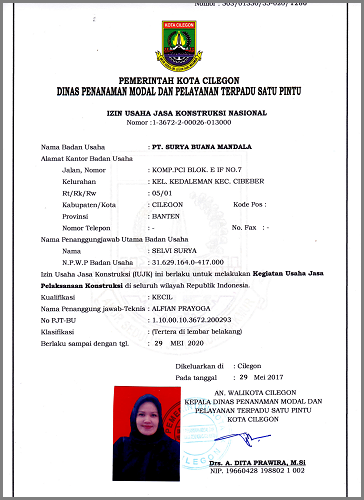 KOTA CILEGON
PEMERINTAH KOTA CILEGON
DINAS PENANAMAN MODAL DAN PELAYANAN TERPADU SATU PINTU
IZIN USAHA JASA KONSTRUKSI NASIONAL
Nomor :1-3672-2-00026-013000
Nama Badan Usaha : PT. SURYA BUANA MANDALA
Alamat Kantor Badan Usaha
Jalan, Nomor : KOMP.PCI BLOK. E IF NO.7
Kelurahan : KEL. KEDALEMAN KEC. CIBEBER
Rt/Rk/Rw : 05/01
Kabupaten/Kota : CILEGON Kode Pos :
Provinsi : BANTEN
Nomor Telepon : - No. Fax : -
Nama Penanggungjawab Utama Badan Usaha
Nama : SELVI SURYA
N.P.W.P Badan Usaha : 31.629.164.0-417.000
Izin Usaha Jasa Konstruksi (IUJK) ini berlaku untuk melakukan Kegiatan Usaha Jasa
Pelaksanaan Konstruksi di seluruh wilayah Republik Indonesia.
Kualifikasi : KECIL
Nama Penanggung jawab-Teknis : ALFIAN PRAYOGA
No PJT-BU : 1.10.00.10.3672.200293
Klasifikasi : (Tertera di lembar belakang)
Berlaku sampai dengan tgl. : 29 MEI 2020
Dikeluarkan di : Cilegon
Pada tanggal : 29 Mei 2017
AN. WALIKOTA CILEGON
KEPALA DINAS PENANAMAN MODAL DAN
PELAYANAN TERPADU SATU PINTU
KOTA CILEGON
Drs. A. DITA PRAWIRA, M.Si
NIP. 19660428 198802 1 002